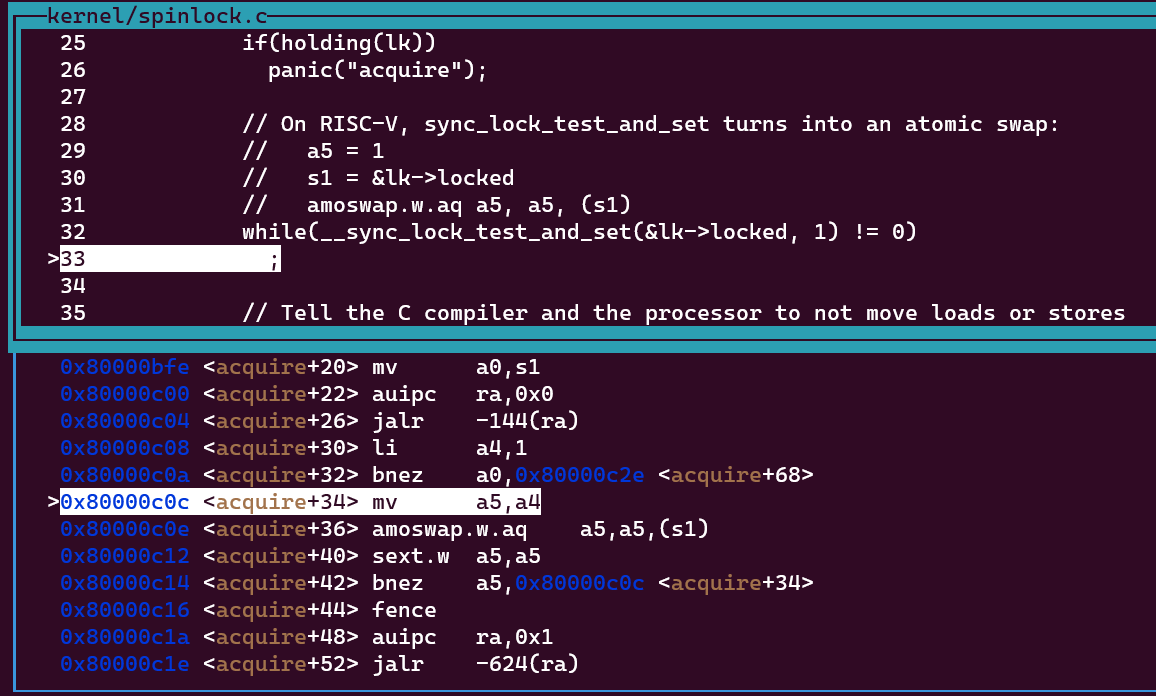 kernel/spinlock.c
25            if(holding(lk))
26              panic("acquire");
27
28            // On RISC-V, sync_lock_test_and_set turns into an atomic swap:
29            //   a5 = 1
30            //   s1 = &lk->locked
31            //   amoswap.w.aq a5, a5, (s1)
32            while(__sync_lock_test_and_set(&lk->locked, 1) != 0)
>33              ;
34
35            // Tell the C compiler and the processor to not move loads or stores
0x80000bfe <acquire+20> mv      a0,s1
0x80000c00 <acquire+22> auipc   ra,0x0
0x80000c04 <acquire+26> jalr    -144(ra)
0x80000c08 <acquire+30> li      a4,1
0x80000c0a <acquire+32> bnez    a0,0x80000c2e <acquire+68>
>0x80000c0c <acquire+34> mv      a5,a4
0x80000c0e <acquire+36> amoswap.w.aq    a5,a5,(s1)
0x80000c12 <acquire+40> sext.w  a5,a5
0x80000c14 <acquire+42> bnez    a5,0x80000c0c <acquire+34>
0x80000c16 <acquire+44> fence
0x80000c1a <acquire+48> auipc   ra,0x1
0x80000c1e <acquire+52> jalr    -624(ra)